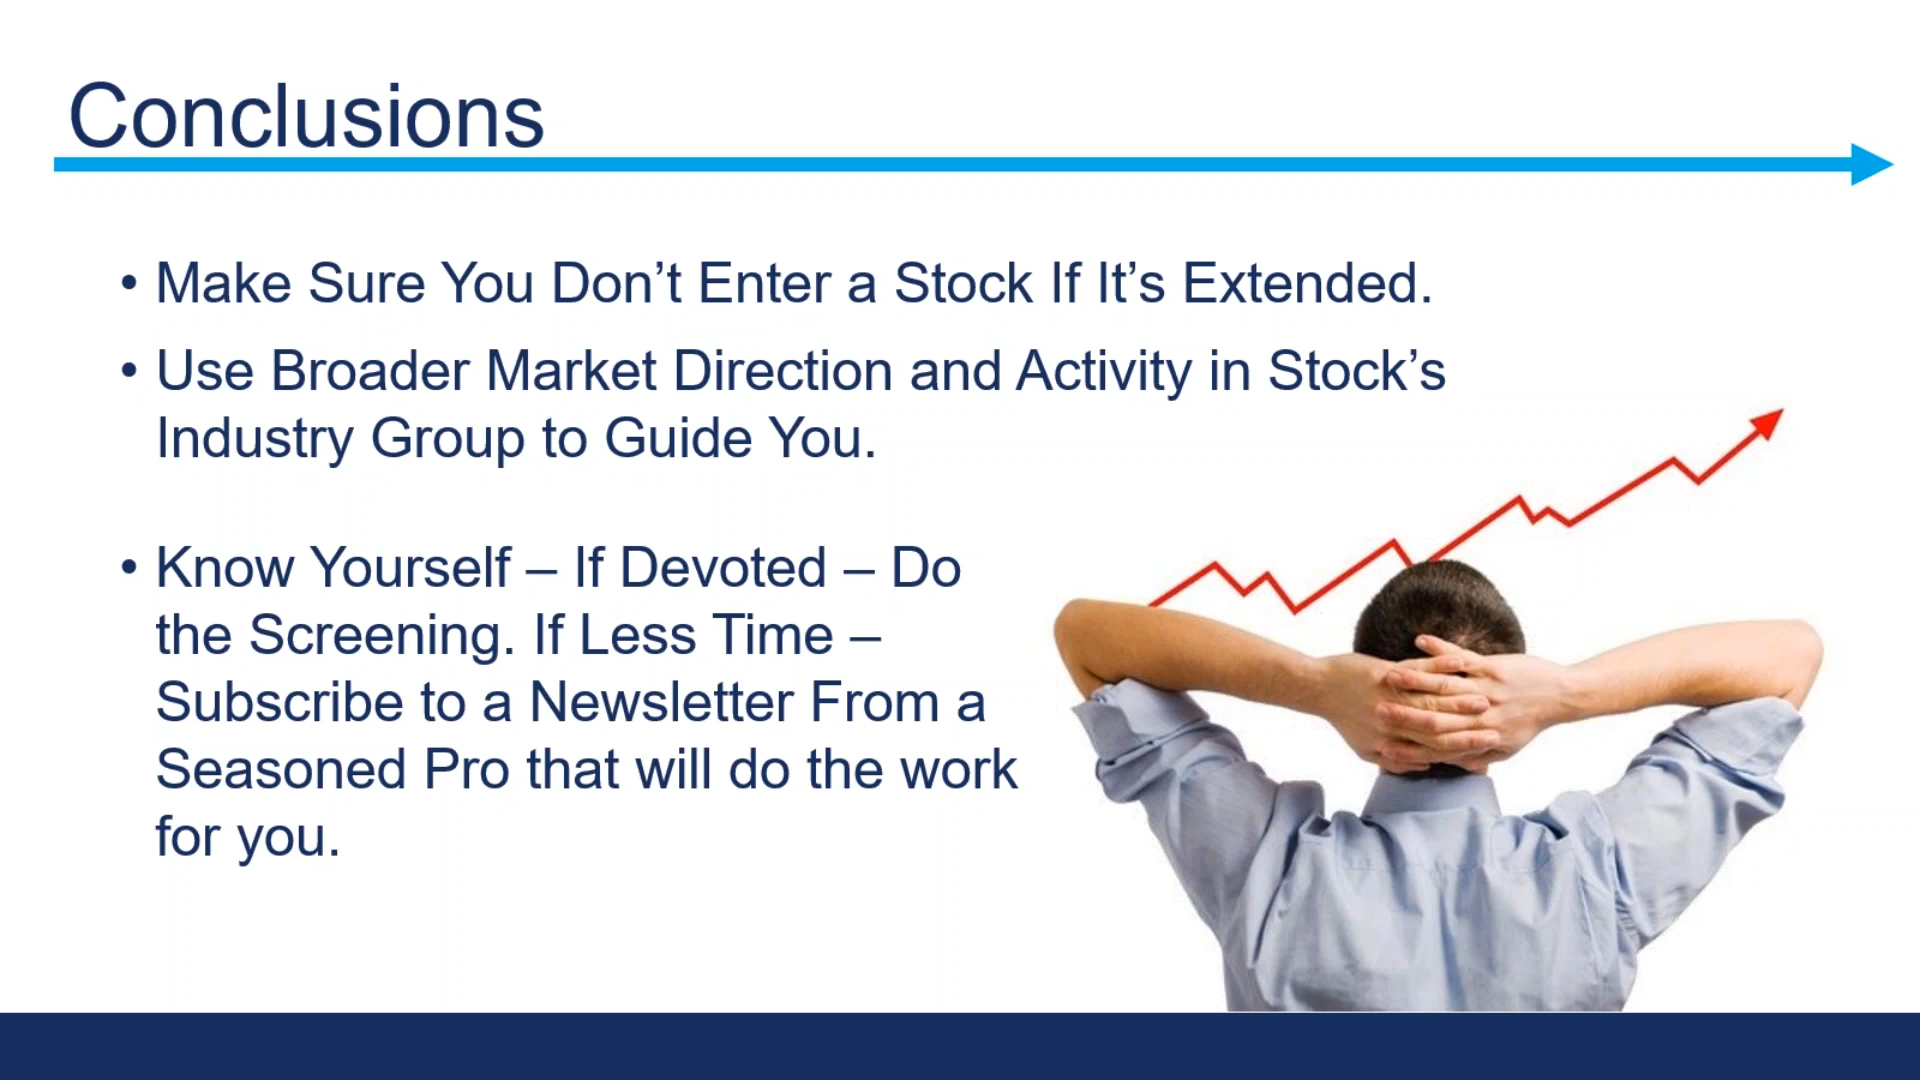 Conclusions
• Make Sure You Don’t Enter a Stock If It’s Extended.
• Use Broader Market Direction and Activity in Stock’s
Industry Group to Guide You.
• Know Yourself – If Devoted – Do
the Screening. If Less Time –
Subscribe to a Newsletter From a
Seasoned Pro that will do the work
for you.